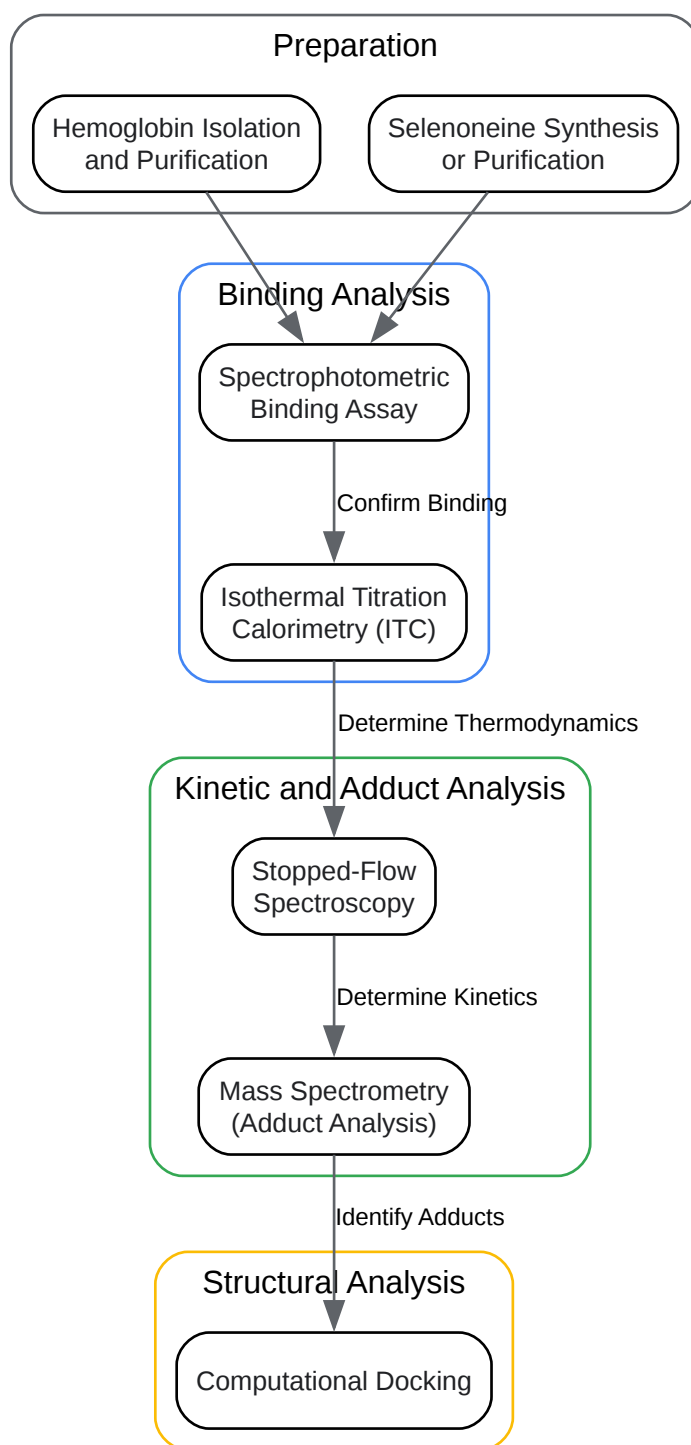 Preparation
Hemoglobin Isolation
and Purification
Selenoneine Synthesis
or Purification
Binding Analysis
Spectrophotometric
Binding Assay
Confirm Binding
Isothermal Titration
Calorimetry (ITC)
Determine Thermodynamics
Kinetic and Adduct Analysis
Stopped-Flow
Spectroscopy
Determine Kinetics
Mass Spectrometry
(Adduct Analysis)
Identify Adducts
Structural Analysis
Computational Docking